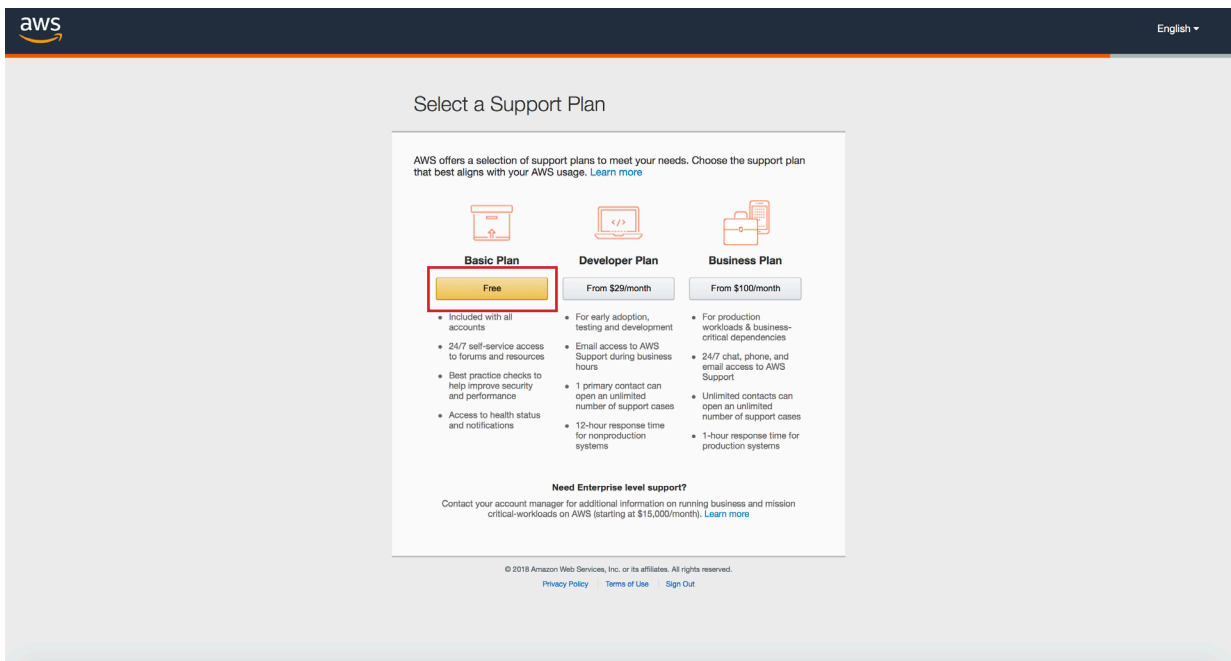 aws
English
Select a Support Plan
AWS offers a selection of support plans to meet your needs. Choose the support plan
that best aligns with your AWS usage. Learn more
</>
Basic Plan
Free
• Included with all
accounts
• 24/7 self-service access
to forums and resources
• Best practice checks to
help improve security
and performance
• Access to health status
and notifications
Developer Plan
From $29/month
• For early adoption,
testing and development
• Email access to AWS
Support during business
hours
• 1 primary contact can
open an unlimited
number of support cases
• 12-hour response time
for nonproduction
systems
Business Plan
From $100/month
• For production
workloads & business-
critical dependencies
• 24/7 chat, phone, and
email access to AWS
Support
• Unlimited contacts can
open an unlimited
number of support cases
• 1-hour response time for
production systems
Need Enterprise level support?
Contact your account manager for additional information on running business and mission
critical-workloads on AWS (starting at $15,000/month). Learn more
© 2018 Amazon Web Services, Inc. or its affiliates. All rights reserved.
Privacy Policy | Terms of Use | Sign Out